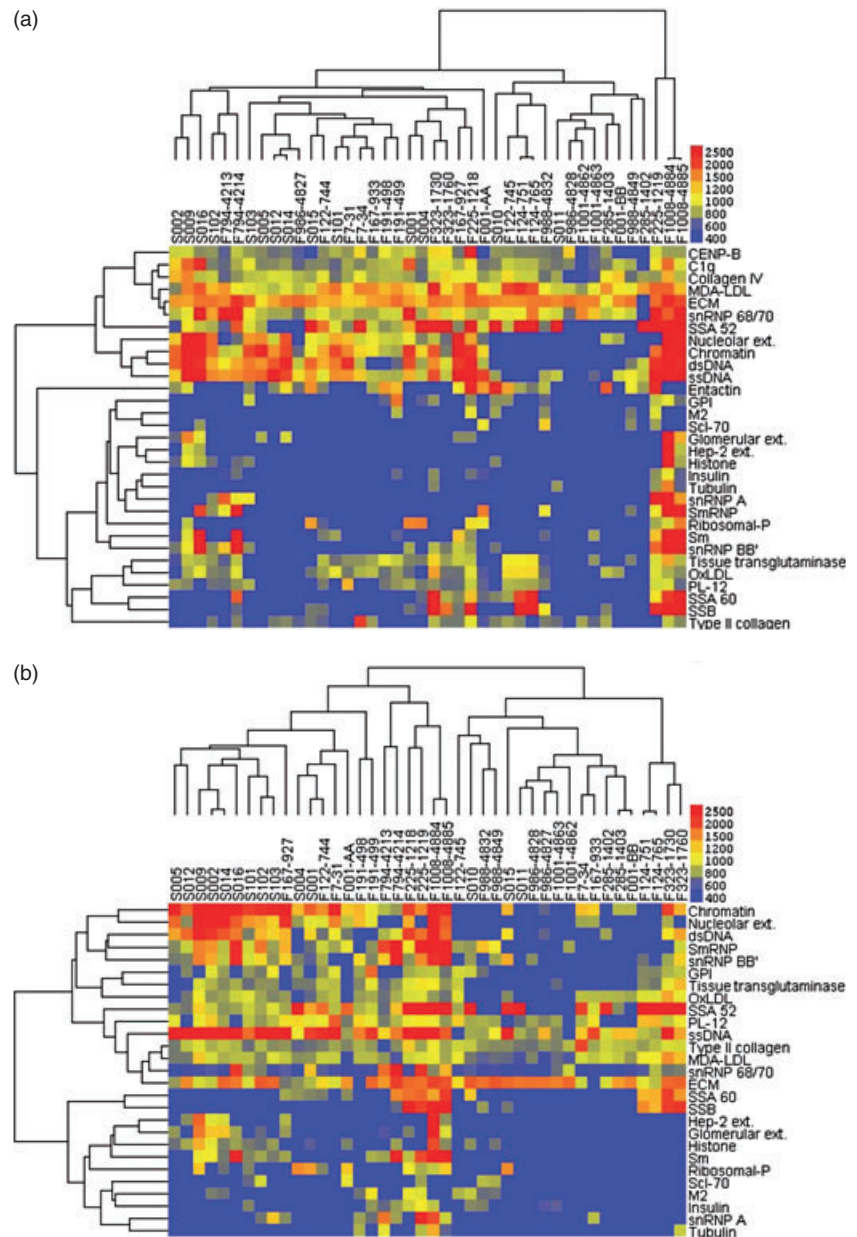 (a)
2500
2000
1500
1200
1000
800
600
400
S002
S009
S016
S102
F794-4213
F794-4214
S103
S005
S012
S014
F986-4827
S015
F122-744
S101
F7-31
F7-34
F167-933
F191-498
F191-499
S001
S004
F323-1730
F323-1760
F167-927
F225-1218
F001-AA
S010
F122-745
F124-751
F124-765
F988-4832
S011
F986-4828
F1001-4862
F1001-4863
F285-1403
F001-BB
F988-4849
F285-1402
F225-1219
F1008-4884
F1008-4885
CENP-B
C1q
Collagen IV
MDA-LDL
ECM
snRNP 68/70
SSA 52
Nucleolar ext.
Chromatin
dsDNA
ssDNA
Entactin
GPI
M2
Scl-70
Glomerular ext.
Hep-2 ext.
Histone
Insulin
Tubulin
snRNP A
SmRNP
Ribosomal-P
Sm
snRNP BB'
Tissue transglutaminase
OxLDL
PL-12
SSA 60
SSB
Type II collagen
(b)
2500
2000
1500
1200
1000
800
600
400
S005
S012
S009
S002
S014
S016
S101
S102
S103
F167-927
S004
S001
F122-744
F7-31
F001-AA
F191-498
F191-499
F794-4213
F794-4214
F225-1218
F225-1219
F1008-4884
F1008-4885
F122-745
S010
F988-4832
F988-4849
S015
S011
F986-4828
F986-4827
F1001-4863
F1001-4862
F7-34
F167-933
F285-1402
F285-1403
F001-BB
F124-751
F124-765
F323-1730
F323-1760
Chromatin
Nucleolar ext.
dsDNA
SmRNP
snRNP BB'
GPI
Tissue transglutaminase
OxLDL
SSA 52
PL-12
ssDNA
Type II collagen
MDA-LDL
snRNP 68/70
ECM
SSA 60
SSB
Hep-2 ext.
Glomerular ext.
Histone
Sm
Ribosomal-P
Scl-70
M2
Insulin
snRNP A
Tubulin